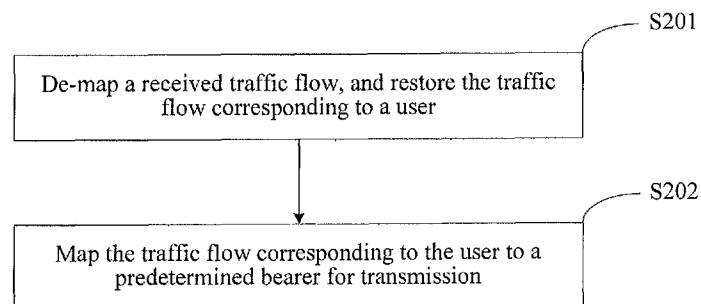 S201
De-map a received traffic flow, and restore the traffic
flow corresponding to a user
S202
Map the traffic flow corresponding to the user to a
predetermined bearer for transmission